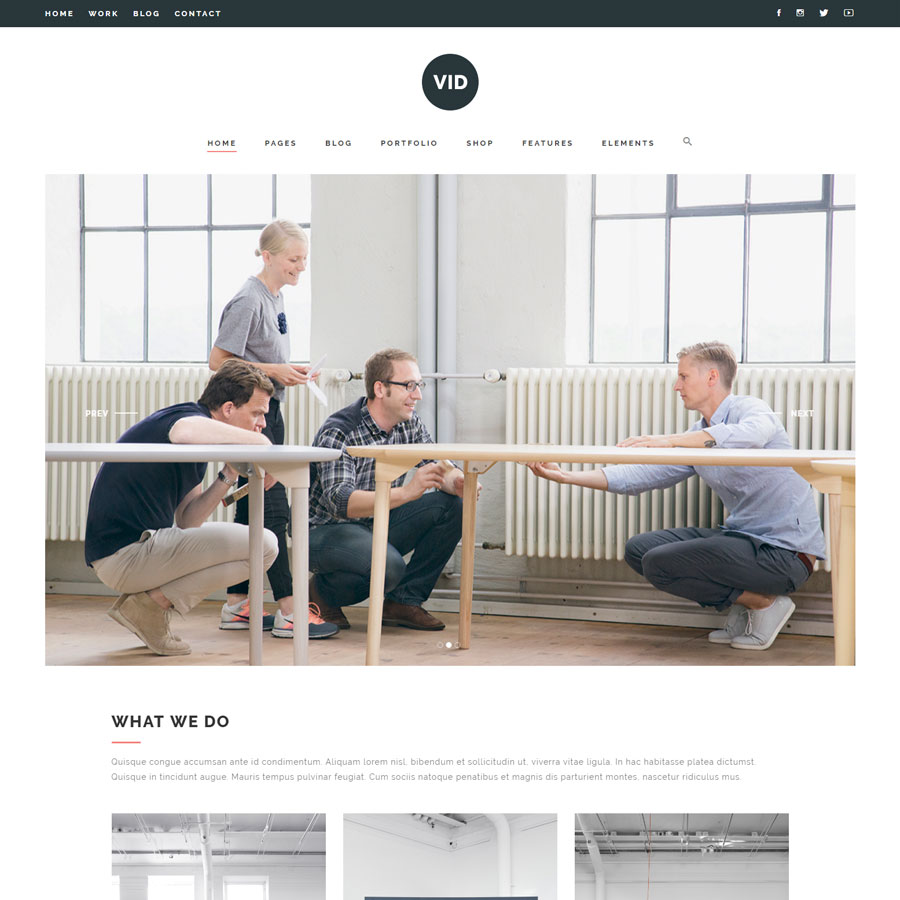 HOME WORK BLOG CONTACT
VID
HOME PAGES BLOG PORTFOLIO SHOP FEATURES ELEMENTS
PREV NEXT
WHAT WE DO
Quisque congue accumsan ante id condimentum. Aliquam lorem nisl, bibendum et sollicitudin ut, viverra vitae ligula. In hac habitasse platea dictumst.
Quisque in tincidunt augue. Mauris tempus pulvinar feugiat. Cum sociis natoque penatibus et magnis dis parturient montes, nascetur ridiculus mus.